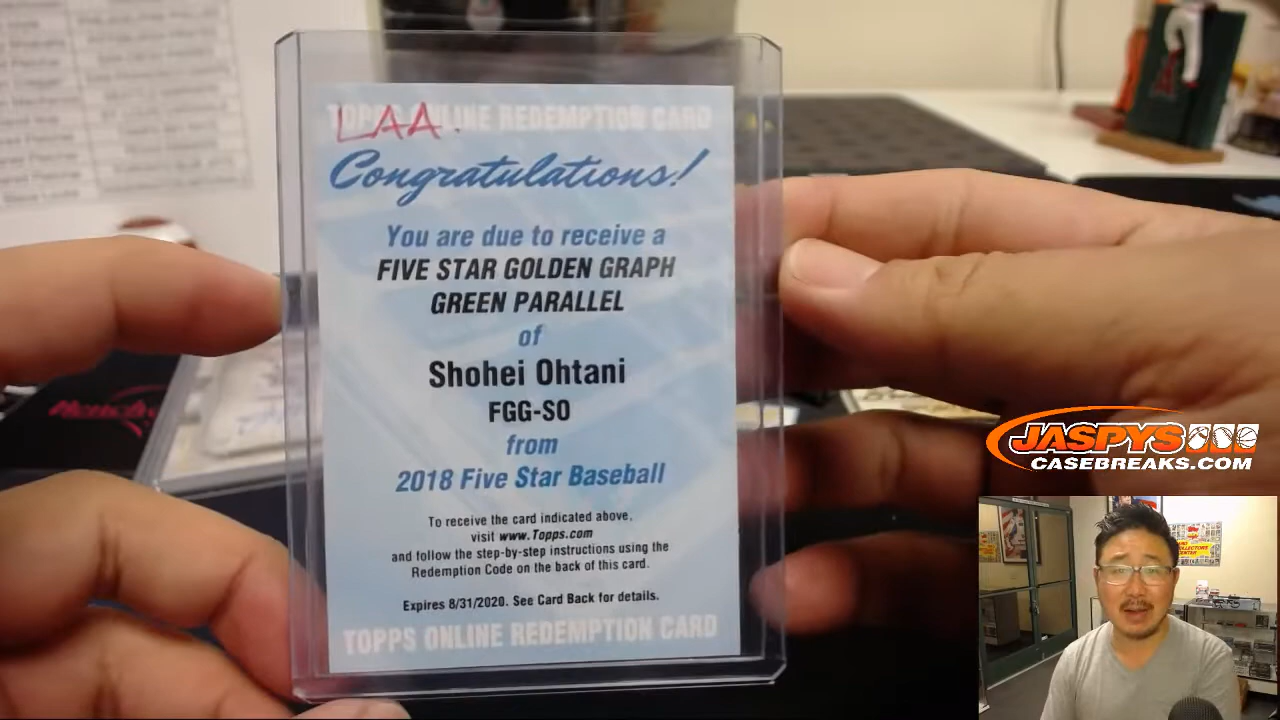 LAA.
TOPPS ONLINE REDEMPTION CARD
Congratulations!
You are due to receive a
FIVE STAR GOLDEN GRAPH
GREEN PARALLEL
of
Shohei Ohtani
FGG-SO
from
2018 Five Star Baseball
To receive the card indicated above,
visit www.Topps.com
and follow the step-by-step instructions using the
Redemption Code on the back of this card.
Expires 8/31/2020. See Card Back for details.
TOPPS ONLINE REDEMPTION CARD
JASPYS
CASEBREAKS.COM